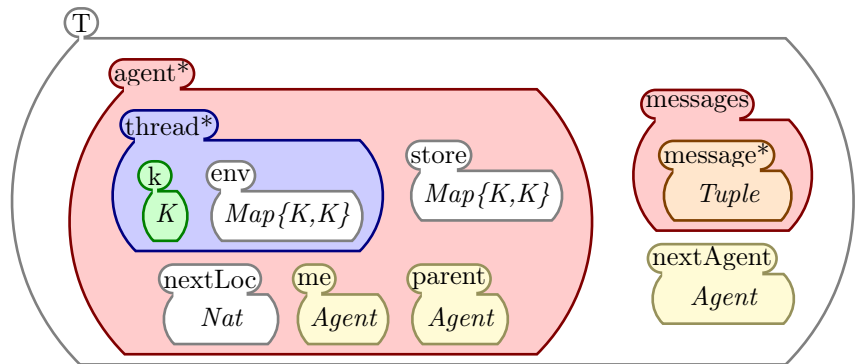 T
agent*
messages
thread*
store
message*
k
env
Map{K,K}
Tuple
K
Map{K,K}
nextAgent
nextLoc
me
parent
Agent
Nat
Agent
Agent